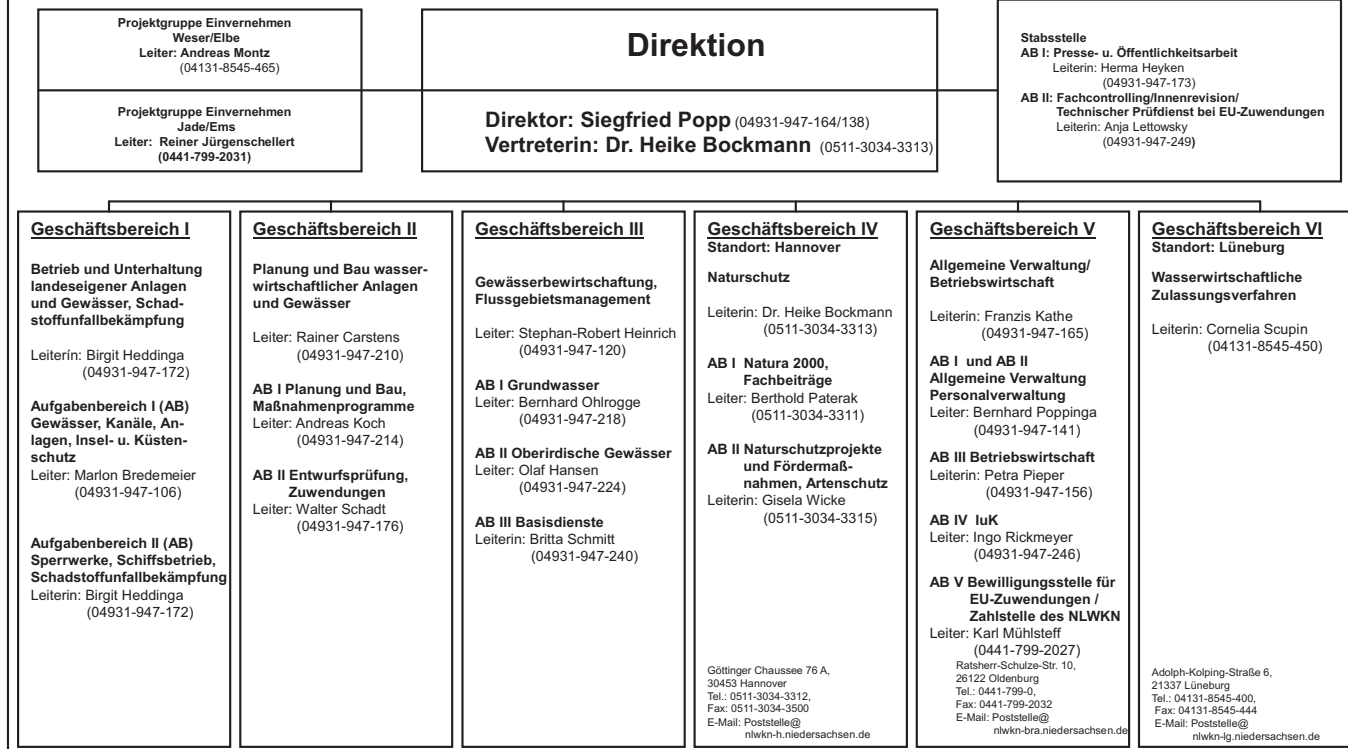 Projektgruppe Einvernehmen
Weser/Elbe
Leiter: Andreas Montz
(04131-8545-465)
Projektgruppe Einvernehmen
Jade/Ems
Leiter: Reiner Jürgenschellert
(0441-799-2031)
Direktion
Direktor: Siegfried Popp (04931-947-164/138)
Vertreterin: Dr. Heike Bockmann (0511-3034-3313)
Stabsstelle
AB I: Presse- u. Öffentlichkeitsarbeit
Leiterin: Herma Heyken
(04931-947-173)
AB II: Fachcontrolling/Innenrevision/
Technischer Prüfdienst bei EU-Zuwendungen
Leiterin: Anja Lettowsky
(04931-947-249)
Geschäftsbereich I
Betrieb und Unterhaltung
landeseigener Anlagen
und Gewässer, Schad-
stoffunfallbekämpfung
Leiterín: Birgit Heddinga
(04931-947-172)
Aufgabenbereich I (AB)
Gewässer, Kanäle, An-
lagen, Insel- u. Küsten-
schutz
Leiter: Marlon Bredemeier
(04931-947-106)
Aufgabenbereich II (AB)
Sperrwerke, Schiffsbetrieb,
Schadstoffunfallbekämpfung
Leiterin: Birgit Heddinga
(04931-947-172)
Geschäftsbereich II
Planung und Bau wasser-
wirtschaftlicher Anlagen
und Gewässer
Leiter: Rainer Carstens
(04931-947-210)
AB I Planung und Bau,
Maßnahmenprogramme
Leiter: Andreas Koch
(04931-947-214)
AB II Entwurfsprüfung,
Zuwendungen
Leiter: Walter Schadt
(04931-947-176)
Geschäftsbereich III
Gewässerbewirtschaftung,
Flussgebietsmanagement
Leiter: Stephan-Robert Heinrich
(04931-947-120)
AB I Grundwasser
Leiter: Bernhard Ohlrogge
(04931-947-218)
AB II Oberirdische Gewässer
Leiter: Olaf Hansen
(04931-947-224)
AB III Basisdienste
Leiterin: Britta Schmitt
(04931-947-240)
Geschäftsbereich IV
Standort: Hannover
Naturschutz
Leiterin: Dr. Heike Bockmann
(0511-3034-3313)
AB I Natura 2000,
Fachbeiträge
Leiter: Berthold Paterak
(0511-3034-3311)
AB II Naturschutzprojekte
und Fördermaß-
nahmen, Artenschutz
Leiterin: Gisela Wicke
(0511-3034-3315)
Göttinger Chaussee 76 A,
30453 Hannover
Tel.: 0511-3034-3312,
Fax: 0511-3034-3500
E-Mail: Poststelle@
nlwkn-h.niedersachsen.de
Geschäftsbereich V
Allgemeine Verwaltung/
Betriebswirtschaft
Leiterin: Franzis Kathe
(04931-947-165)
AB I und AB II
Allgemeine Verwaltung
Personalverwaltung
Leiter: Bernhard Poppinga
(04931-947-141)
AB III Betriebswirtschaft
Leiterin: Petra Pieper
(04931-947-156)
AB IV IuK
Leiter: Ingo Rickmeyer
(04931-947-246)
AB V Bewilligungsstelle für
EU-Zuwendungen /
Zahlstelle des NLWKN
Leiter: Karl Mühlsteff
(0441-799-2027)
Ratsherr-Schulze-Str. 10,
26122 Oldenburg
Tel.: 0441-799-0,
Fax: 0441-799-2032
E-Mail: Poststelle@
nlwkn-bra.niedersachsen.de
Geschäftsbereich VI
Standort: Lüneburg
Wasserwirtschaftliche
Zulassungsverfahren
Leiterin: Cornelia Scupin
(04131-8545-450)
Adolph-Kolping-Straße 6,
21337 Lüneburg
Tel.: 04131-8545-400,
Fax: 04131-8545-444
E-Mail: Poststelle@
nlwkn-lg.niedersachsen.de